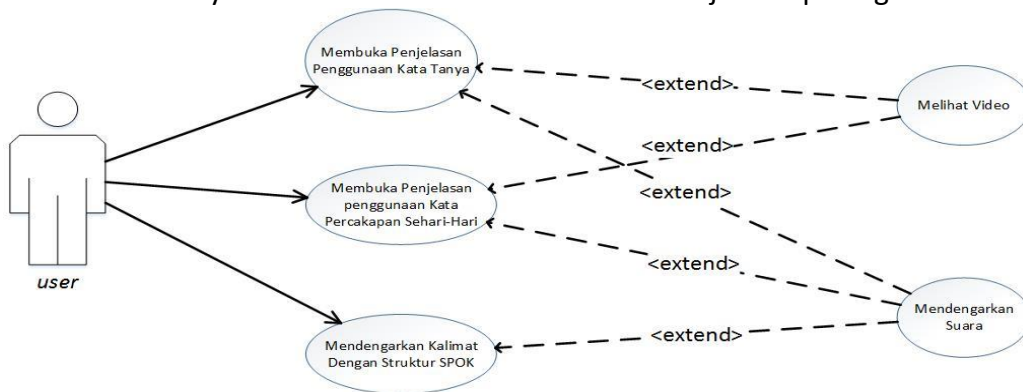 Membuka Penjelasan
Penggunaan Kata Tanya
<extend>
Melihat Video
<extend>
Membuka Penjelasan
penggunaan Kata
Percakapan Sehari-Hari
<extend>
<extend>
user
Mendengarkan Kalimat
Dengan Struktur SPOK
<extend>
Mendengarkan
Suara